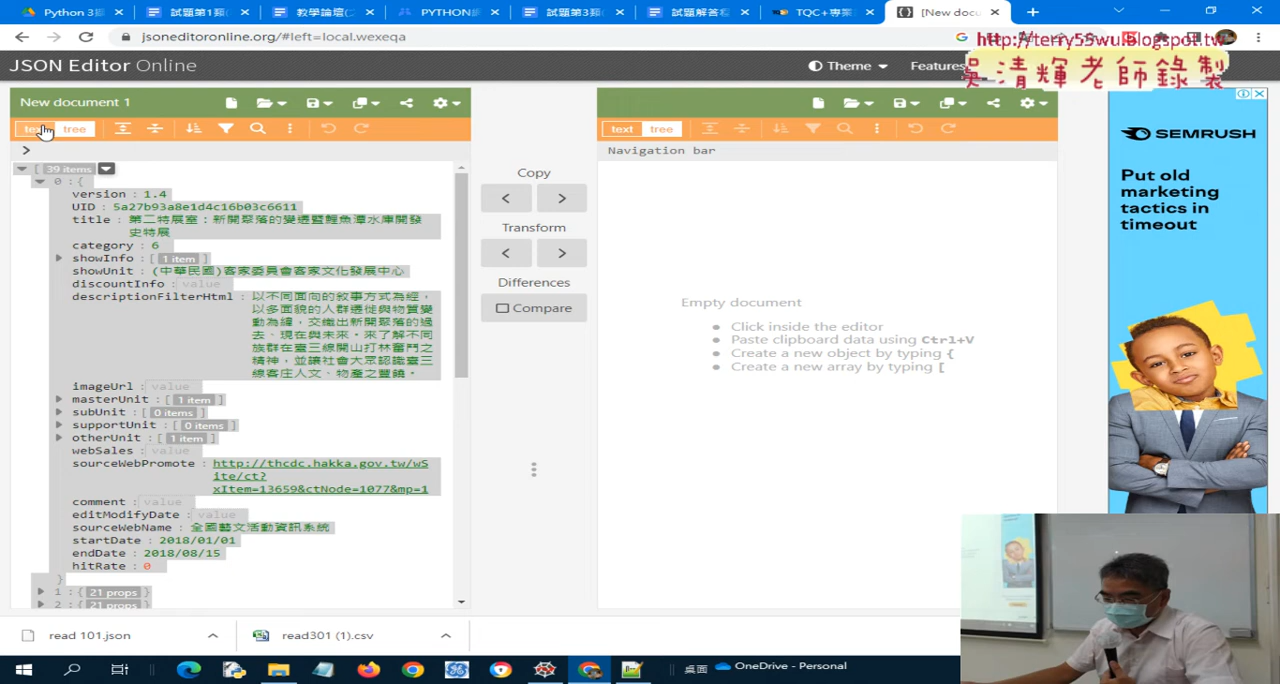 Python 3
試題第1類(
教學論壇(
PYTHON網
試題第3類(
試題解答程
TQC+專案
[New docu
jsoneditoronline.org/#left=local.wexeqa
http://terry55wu.blogspot.tw
吳清輝老師錄製
JSON Editor Online
Theme
Features
New document 1
text tree
text tree
Navigation bar
[ 39 items ]
0 : {
version : 1.4
UID : 5a27b93a8e1d4c16b03c6611
title : 第二特展室：新開聚落的變遷暨鯉魚潭水庫開發
史特展
category : 6
showInfo : [ 1 item ]
showUnit : (中華民國)客家委員會客家文化發展中心
discountInfo : value
descriptionFilterHtml : 以不同面向的敘事方式為經，
以多面貌的人群遷徙與物質變
動為緯，交織出新開聚落的過
去、現在與未來。來了解不同
族群在臺三線開山打林奮鬥之
精神，並讓社會大眾認識臺三
線客庄人文、物產之豐饒。
imageUrl : value
masterUnit : [ 1 item ]
subUnit : [ 0 items ]
supportUnit : [ 0 items ]
otherUnit : [ 1 item ]
webSales : value
sourceWebPromote : http://thcdc.hakka.gov.tw/wS
ite/ct?
xItem=13659&ctNode=1077&mp=1
comment : value
editModifyDate : value
sourceWebName : 全國藝文活動資訊系統
startDate : 2018/01/01
endDate : 2018/08/15
hitRate : 0
}
1 : { 21 props }
2 : { 21 props }
Copy
< >
Transform
< >
Differences
Compare
Empty document
Click inside the editor
Paste clipboard data using Ctrl+V
Create a new object by typing {
Create a new array by typing [
SEMRUSH
Put old
marketing
tactics in
timeout
read 101.json
read301 (1).csv
桌面
OneDrive - Personal